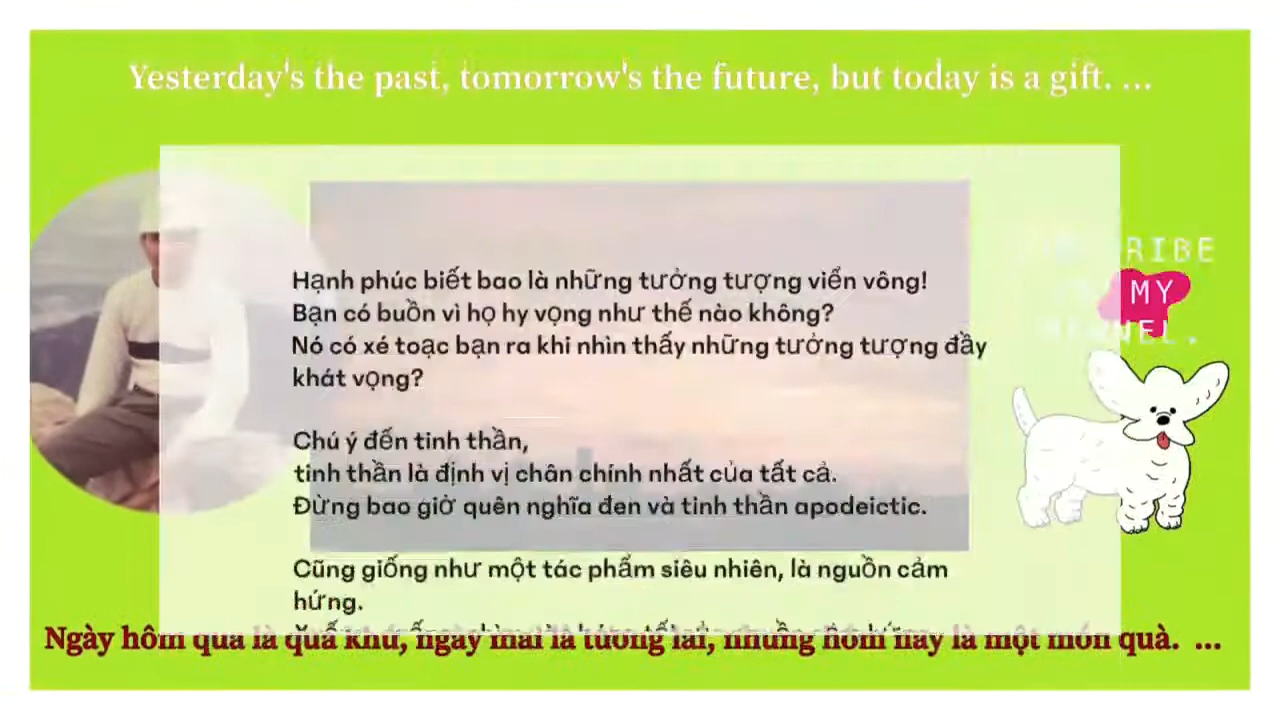 Yesterday's the past, tomorrow's the future, but today is a gift. ...
Hạnh phúc biết bao là những tưởng tượng viển vông!
Bạn có buồn vì họ hy vọng như thế nào không?
Nó có xé toạc bạn ra khi nhìn thấy những tưởng tượng đầy
khát vọng?
Chú ý đến tinh thần,
tinh thần là định vị chân chính nhất của tất cả.
Đừng bao giờ quên nghĩa đen và tinh thần apodeictic.
Cũng giống như một tác phẩm siêu nhiên, là nguồn cảm
hứng.
MY
Ngày hôm qua là quá khứ, ngày mai là tương lai, nhưng hôm nay là một món quà. ...